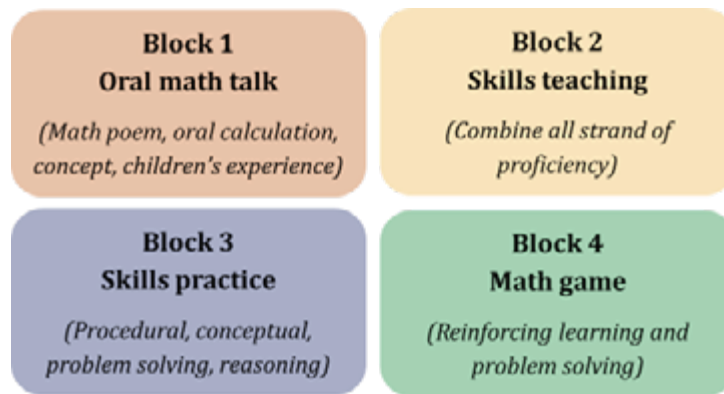 Block 1
Oral math talk
(Math poem, oral calculation,
concept, children's experience)
Block 2
Skills teaching
(Combine all strand of
proficiency)
Block 3
Skills practice
(Procedural, conceptual,
problem solving, reasoning)
Block 4
Math game
(Reinforcing learning and
problem solving)